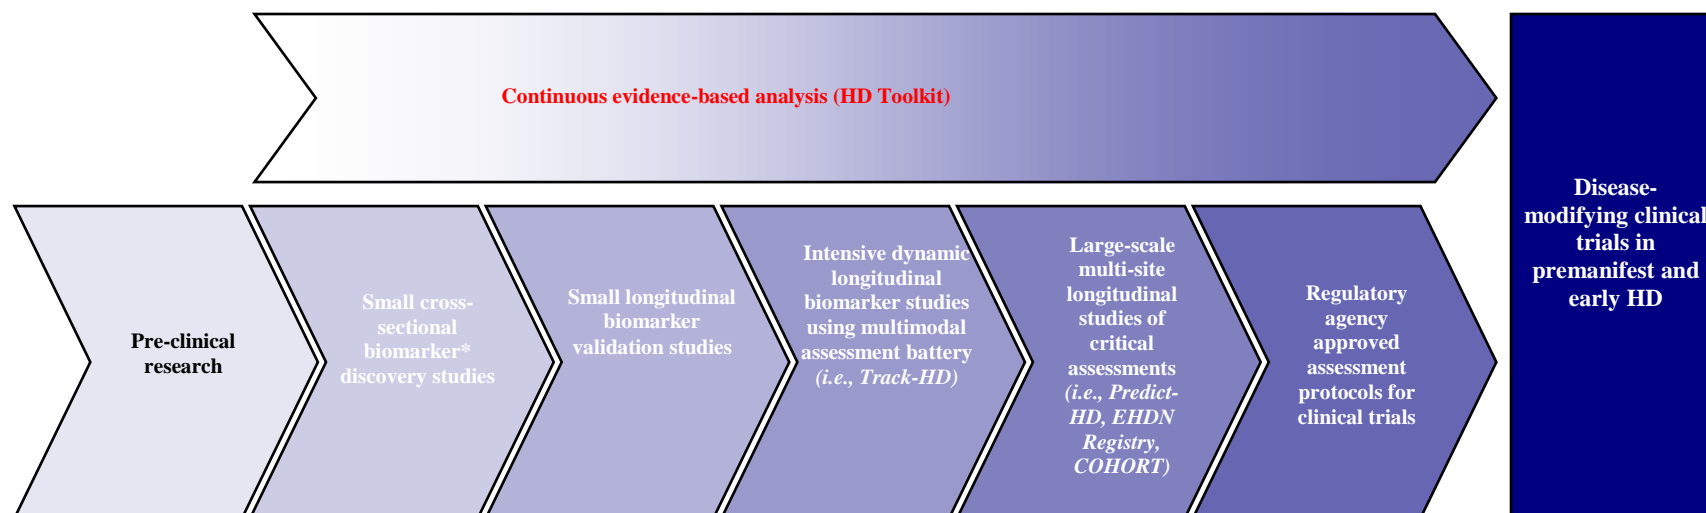 Continuous evidence-based analysis (HD Toolkit)
Pre-clinical
research
Small cross-
sectional
biomarker*
discovery studies
Small longitudinal
biomarker
validation studies
Intensive dynamic
longitudinal
biomarker studies
using multimodal
assessment battery
(i.e., Track-HD)
Large-scale
multi-site
longitudinal
studies of
critical
assessments
(i.e., Predict-
HD, EHDN
Registry,
COHORT)
Regulatory
agency
approved
assessment
protocols for
clinical trials
Disease-
modifying clinical
trials in
premanifest and
early HD